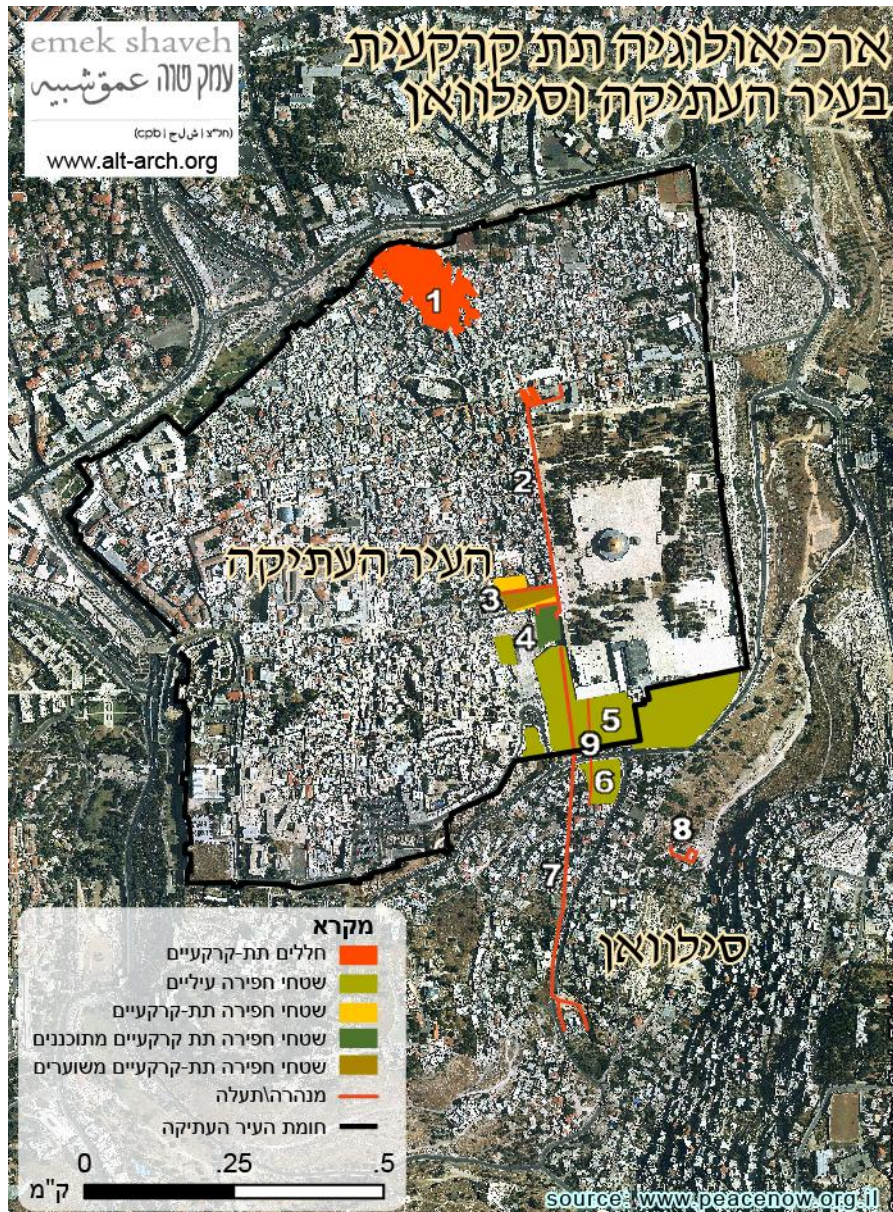 emek shaveh
עמק שווה عمق شبيه
(חל"צ | ش.ل.ج | cpb)
www.alt-arch.org
ארכיאולוגיה תת קרקעית
בעיר העתיקה וסילוואן
1
2
העיר העתיקה
3
4
5
9
6
8
7
סילוואן
מקרא
חללים תת-קרקעיים
שטחי חפירה עיליים
שטחי חפירה תת-קרקעיים
שטחי חפירה תת קרקעיים מתוכננים
שטחי חפירה תת-קרקעיים משוערים
מנהרה\תעלה
חומת העיר העתיקה
0 .25 .5
ק"מ
source: www.peacenow.org.il